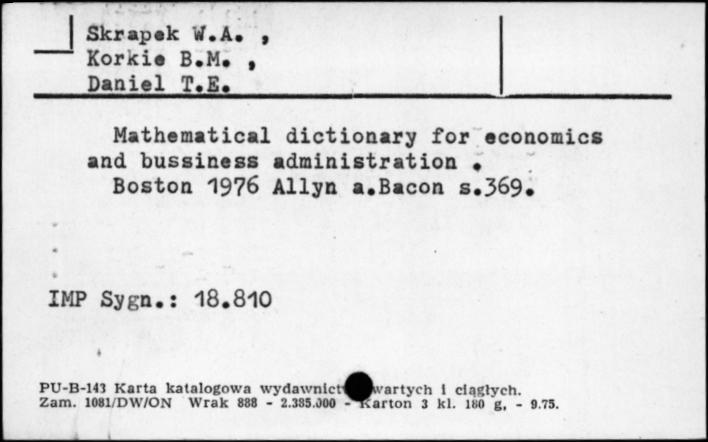 Skrapek W.A. ,
Korkie B.M. ,
Daniel T.E.
Mathematical dictionary for economics
and bussiness administration .
Boston 1976 Allyn a.Bacon s.369.
IMP Sygn.: 18.810
PU-B-143 Karta katalogowa wydawnict wartych i ciągłych.
Zam. 1081/DW/ON Wrak 888 - 2.385.000 - Karton 3 kl. 180 g, - 9.75.